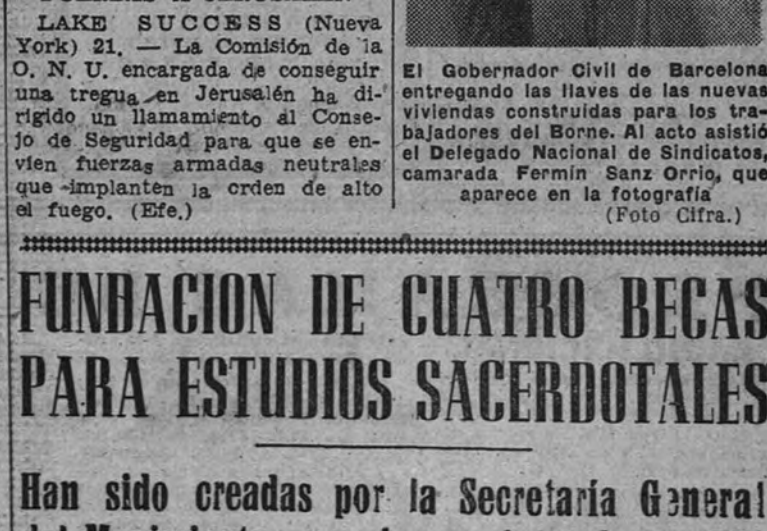 LAKE SUCCESS (Nueva
York) 21. — La Comisión de la
O. N. U. encargada de conseguir
una tregua en Jerusalén ha di-
rigido un llamamiento al Conse-
jo de Seguridad para que se en-
víen fuerzas armadas neutrales
que implanten la orden de alto
el fuego. (Efe.)
El Gobernador Civil de Barcelona
entregando las llaves de las nuevas
viviendas construidas para los tra-
bajadores del Borne. Al acto asistió
el Delegado Nacional de Sindicatos,
camarada Fermín Sanz Orrio, que
aparece en la fotografía
(Foto Cifra.)
FUNDACION DE CUATRO BECAS
PARA ESTUDIOS SACERDOTALES
Han sido creadas por la Secretaría General